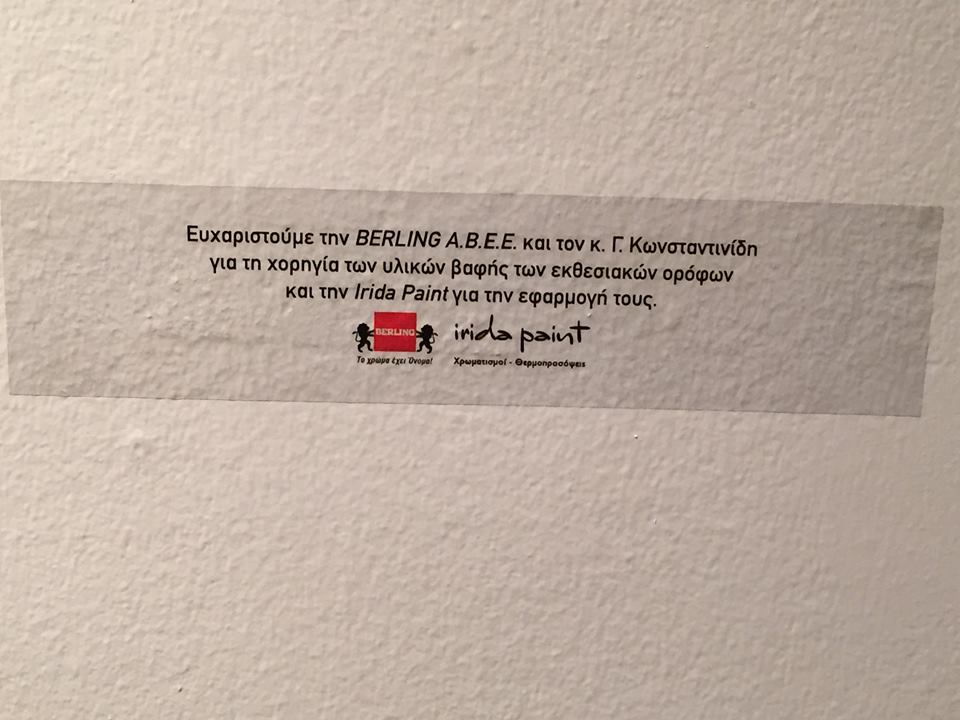 Ευχαριστούμε την BERLING A.B.E.E. και τον κ. Γ. Κωνσταντινίδη
για τη χορηγία των υλικών βαφής των εκθεσιακών ορόφων
και την Irida Paint για την εφαρμογή τους.
BERLING irida paint
Το χρώμα έχει Όνομα! Χρωματισμοί - Θερμοπροσόψεις